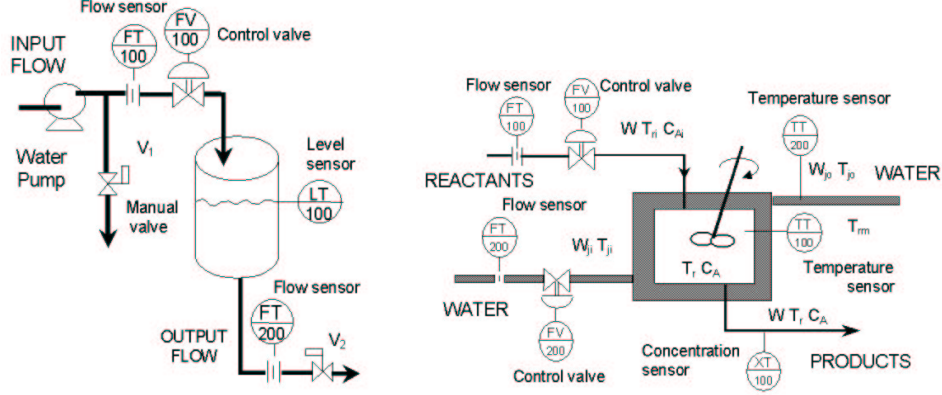 Flow sensor
FT
100
FV
100
Control valve
INPUT
FLOW
Water
Pump
V1
Manual
valve
Level
sensor
LT
100
Flow sensor
FT
200
OUTPUT
FLOW
V2
Flow sensor
FT
100
FV
100
Control valve
W Tri CAi
REACTANTS
Temperature sensor
TT
200
Wjo Tjo
WATER
Flow sensor
FT
200
Wji Tji
WATER
FV
200
Control valve
Tr CA
TT
100
Trm
Temperature
sensor
W Tr CA
PRODUCTS
Concentration
sensor
XT
100